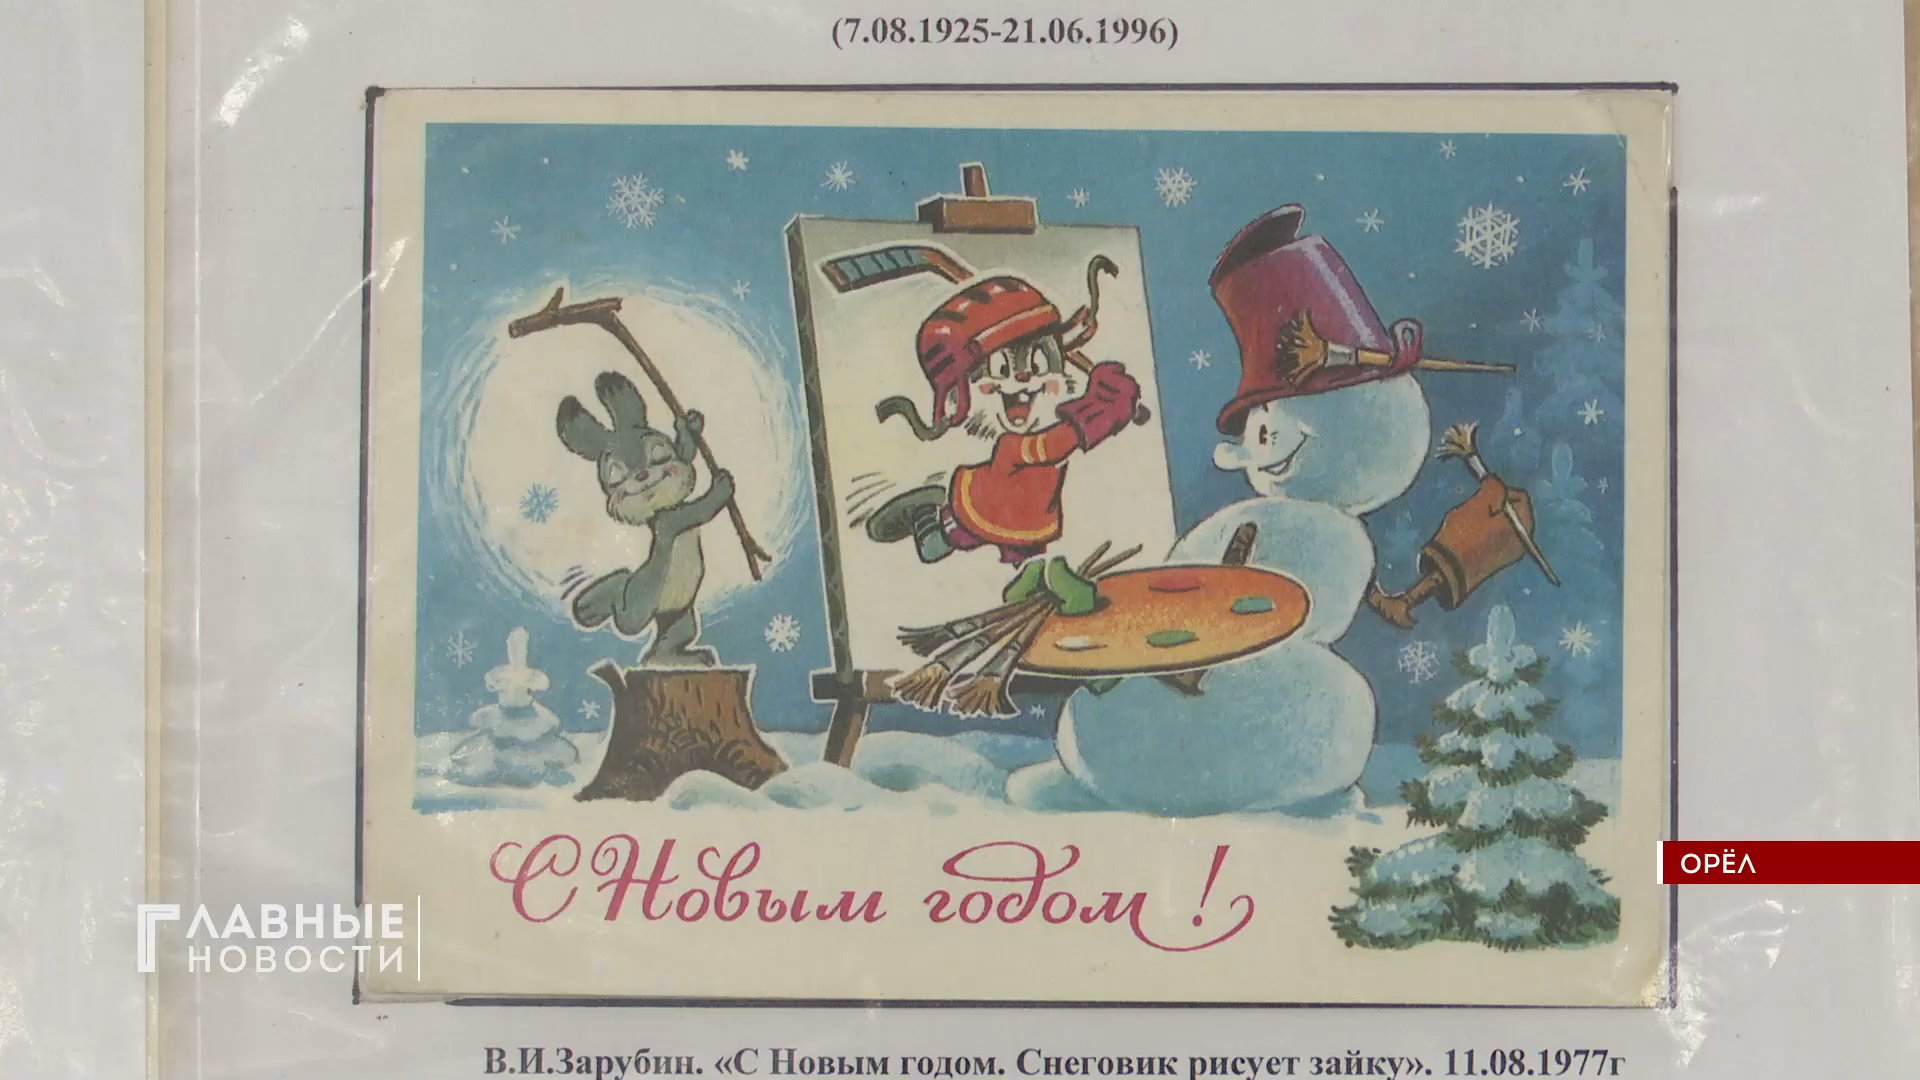 (7.08.1925-21.06.1996)
С Новым годом!
ОРЁЛ
ГЛАВНЫЕ
НОВОСТИ
В.И.Зарубин. «С Новым годом. Снеговик рисует зайку». 11.08.1977г